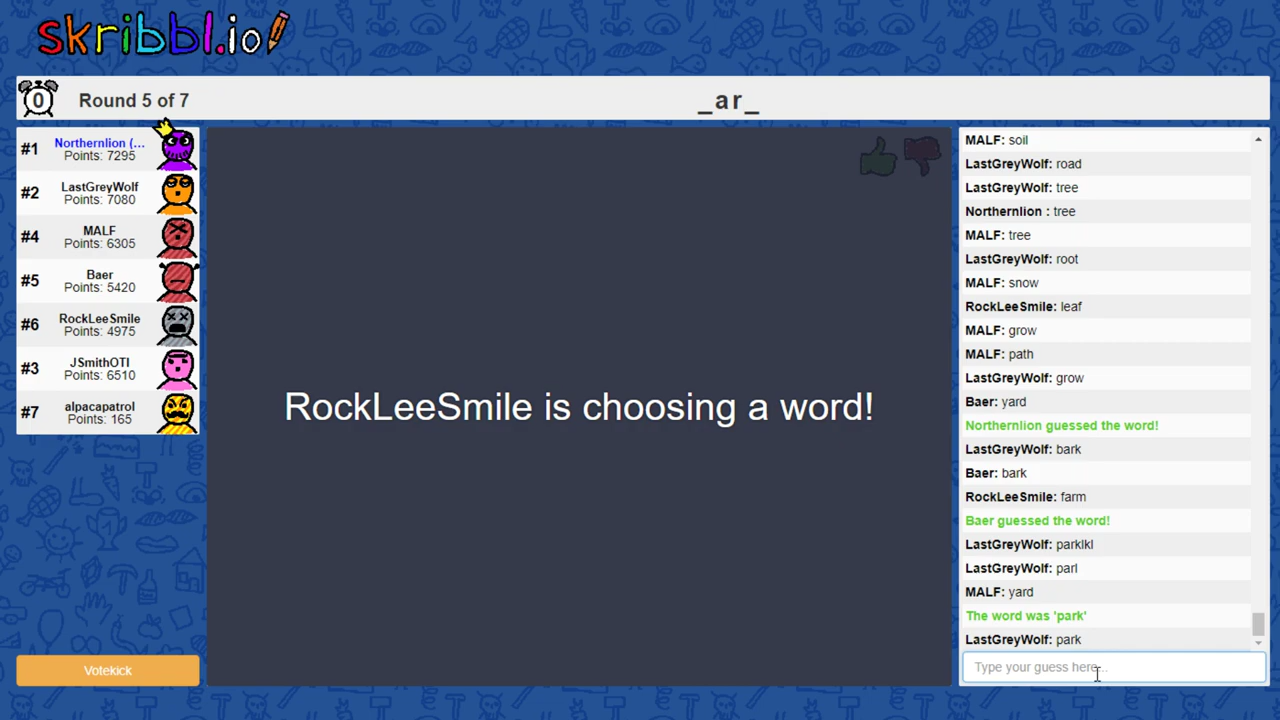 skribbl.io
0
Round 5 of 7
_ar_
#1
Northernlion (...
Points: 7295
#2
LastGreyWolf
Points: 7080
#4
MALF
Points: 6305
#5
Baer
Points: 5420
#6
RockLeeSmile
Points: 4975
#3
JSmithOTI
Points: 6510
#7
alpacapatrol
Points: 165
Votekick
RockLeeSmile is choosing a word!
MALF: soil
LastGreyWolf: road
LastGreyWolf: tree
Northernlion : tree
MALF: tree
LastGreyWolf: root
MALF: snow
RockLeeSmile: leaf
MALF: grow
MALF: path
LastGreyWolf: grow
Baer: yard
Northernlion guessed the word!
LastGreyWolf: bark
Baer: bark
RockLeeSmile: farm
Baer guessed the word!
LastGreyWolf: parklkl
LastGreyWolf: parl
MALF: yard
The word was 'park'
LastGreyWolf: park
Type your guess here...